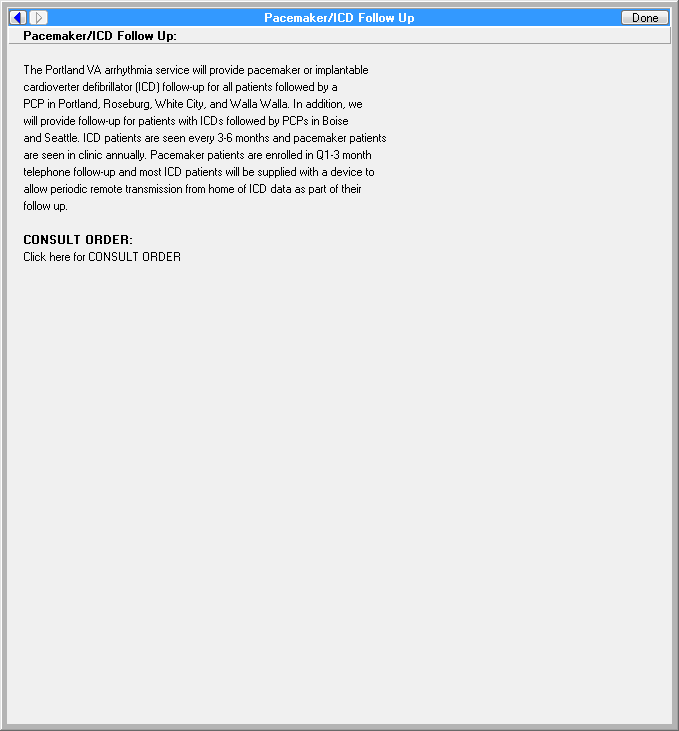 Pacemaker/ICD Follow Up
Done
Pacemaker/ICD Follow Up:
The Portland VA arrhythmia service will provide pacemaker or implantable
cardioverter defibrillator (ICD) follow-up for all patients followed by a
PCP in Portland, Roseburg, White City, and Walla Walla. In addition, we
will provide follow-up for patients with ICDs followed by PCPs in Boise
and Seattle. ICD patients are seen every 3-6 months and pacemaker patients
are seen in clinic annually. Pacemaker patients are enrolled in Q1-3 month
telephone follow-up and most ICD patients will be supplied with a device to
allow periodic remote transmission from home of ICD data as part of their
follow up.
CONSULT ORDER:
Click here for CONSULT ORDER